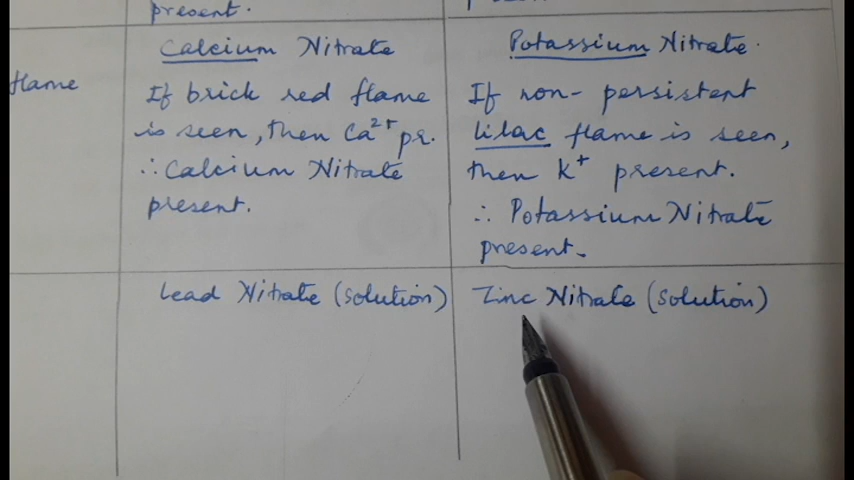 present.
Calcium Nitrate
Potassium Nitrate.
flame
If brick red flame
is seen, then Ca²⁺ pr.
∴ Calcium Nitrate
present.
If non-persistent
lilac flame is seen,
then K⁺ present.
∴ Potassium Nitrate
present.
Lead Nitrate (solution)
Zinc Nitrate (solution)